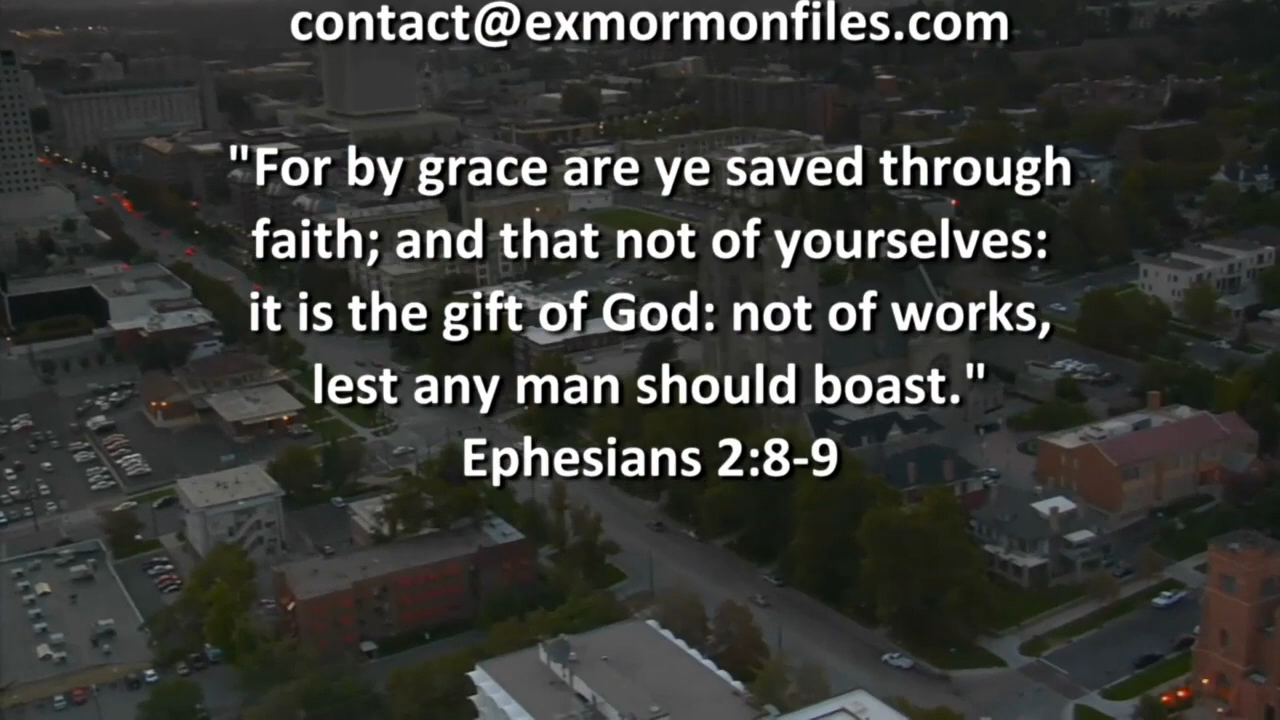 contact@exmormonfiles.com
"For by grace are ye saved through
faith; and that not of yourselves:
it is the gift of God: not of works,
lest any man should boast."
Ephesians 2:8-9